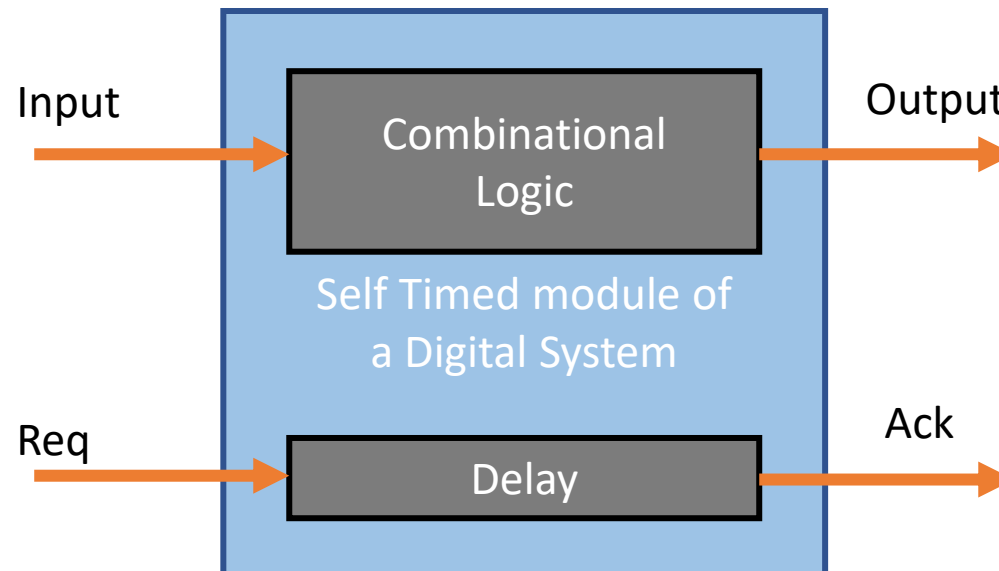 Input
Output
Combinational
Logic
Self Timed module of
a Digital System
Req
Ack
Delay